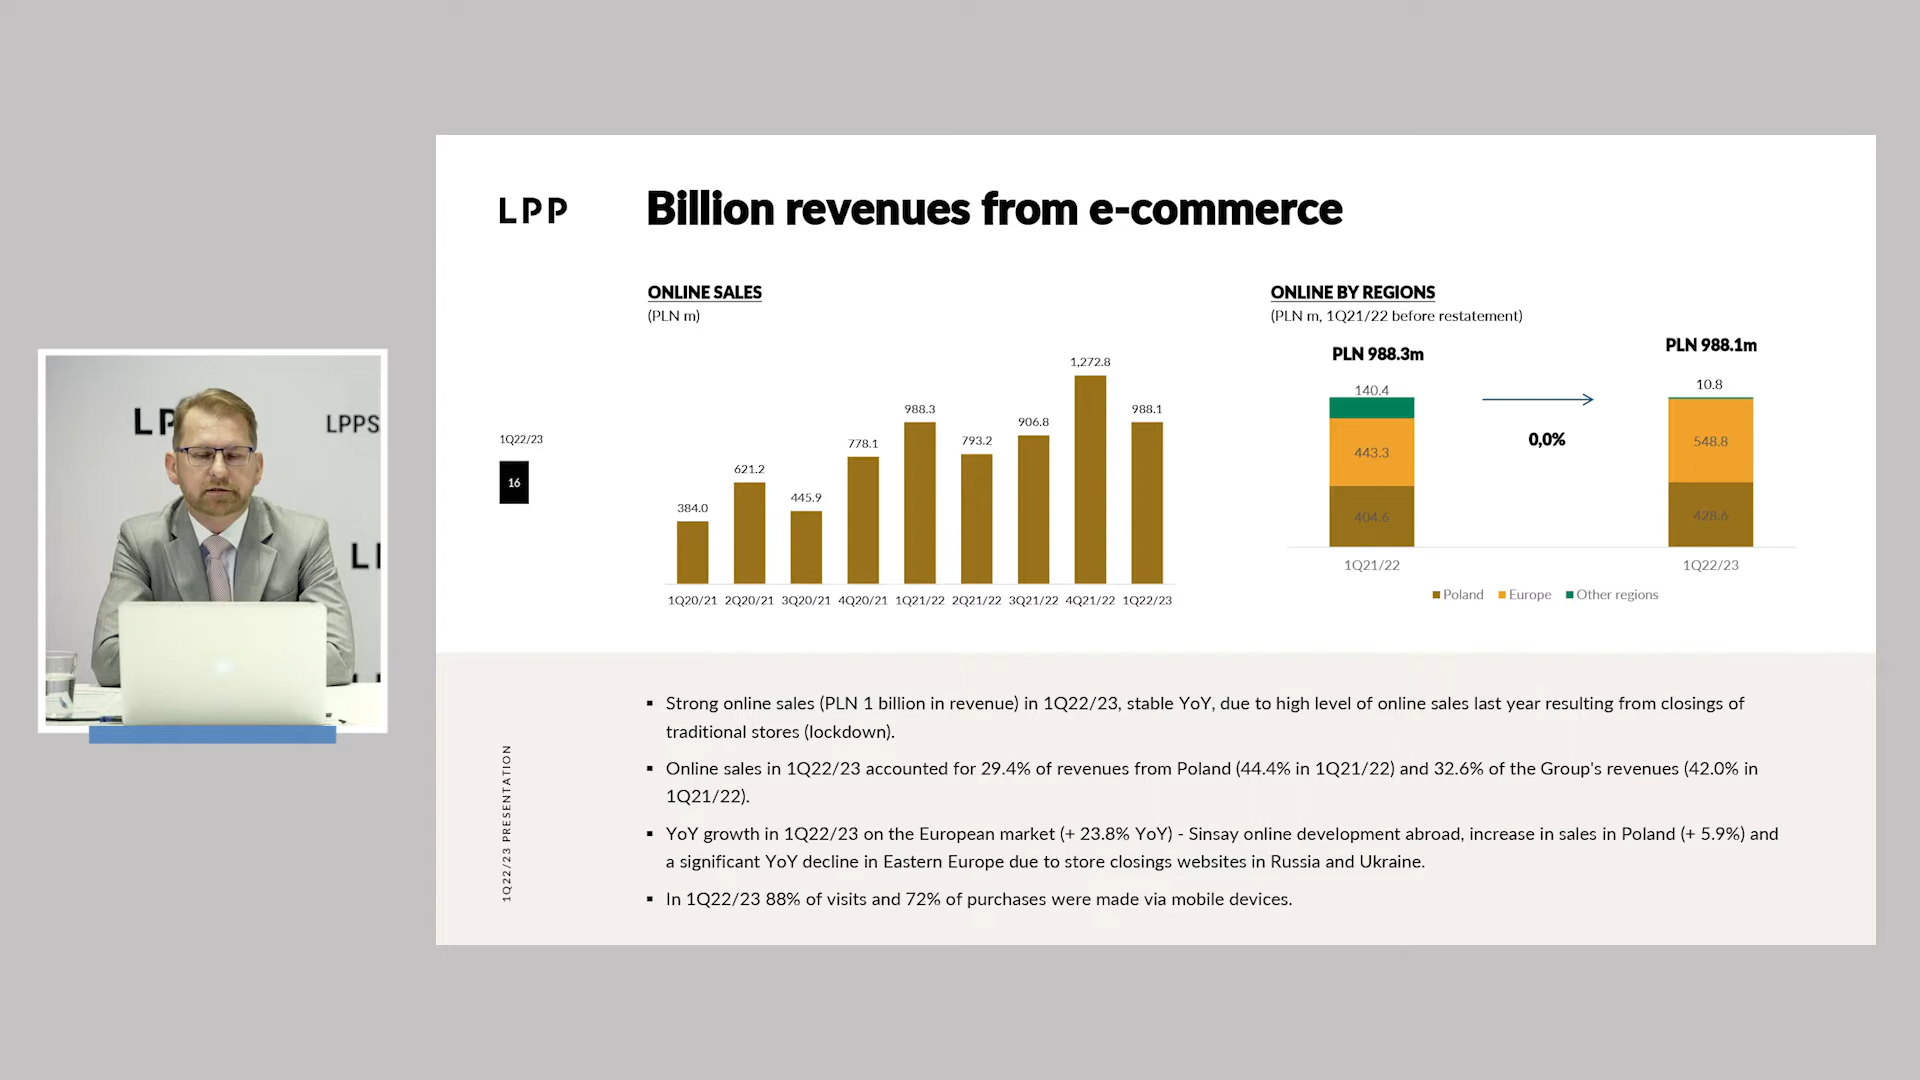 LPP
Billion revenues from e-commerce
ONLINE SALES
(PLN m)
1,272.8
988.3
988.1
906.8
778.1
793.2
621.2
445.9
384.0
1Q20/21 2Q20/21 3Q20/21 4Q20/21 1Q21/22 2Q21/22 3Q21/22 4Q21/22 1Q22/23
ONLINE BY REGIONS
(PLN m, 1Q21/22 before restatement)
PLN 988.3m
PLN 988.1m
140.4
10.8
443.3
0,0%
548.8
404.6
428.6
1Q21/22
1Q22/23
Poland Europe Other regions
1Q22/23
16
LPPS
Strong online sales (PLN 1 billion in revenue) in 1Q22/23, stable YoY, due to high level of online sales last year resulting from closings of
traditional stores (lockdown).
Online sales in 1Q22/23 accounted for 29.4% of revenues from Poland (44.4% in 1Q21/22) and 32.6% of the Group's revenues (42.0% in
1Q21/22).
YoY growth in 1Q22/23 on the European market (+ 23.8% YoY) - Sinsay online development abroad, increase in sales in Poland (+ 5.9%) and
a significant YoY decline in Eastern Europe due to store closings websites in Russia and Ukraine.
In 1Q22/23 88% of visits and 72% of purchases were made via mobile devices.
1Q22/23 PRESENTATION